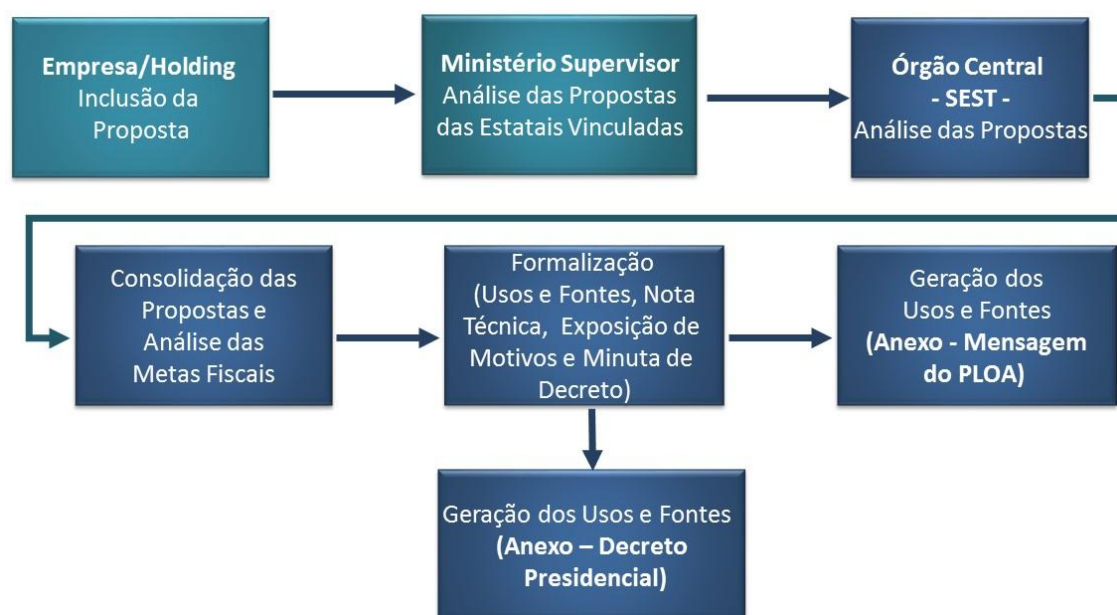 Empresa/Holding
Inclusão da
Proposta
Ministério Supervisor
Análise das Propostas
das Estatais Vinculadas
Órgão Central
- SEST -
Análise das Propostas
Consolidação das
Propostas e
Análise das
Metas Fiscais
Formalização
(Usos e Fontes, Nota
Técnica, Exposição de
Motivos e Minuta de
Decreto)
Geração dos
Usos e Fontes
(Anexo - Mensagem
do PLOA)
Geração dos Usos e Fontes
(Anexo – Decreto
Presidencial)